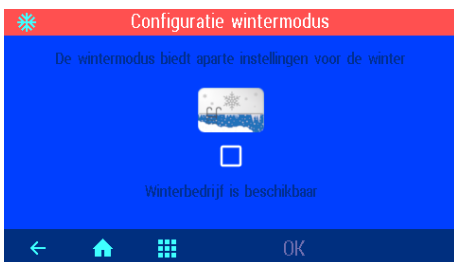 Configuratie wintermodus
De wintermodus biedt aparte instellingen voor de winter
Winterbedrijf is beschikbaar
OK